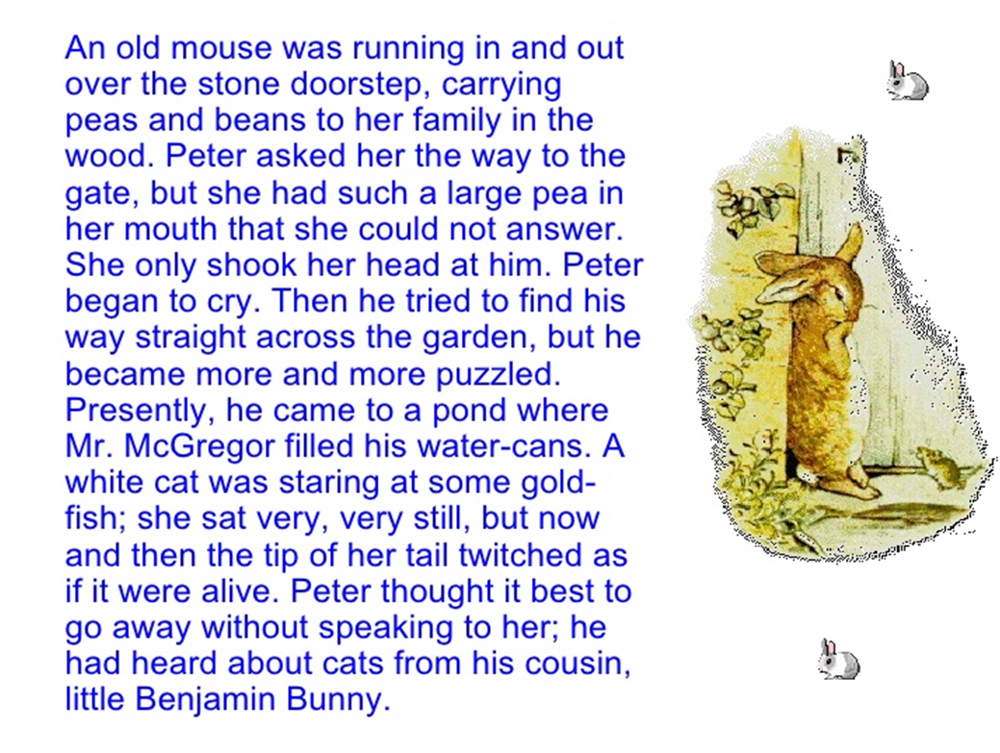 An old mouse was running in and out
over the stone doorstep, carrying
peas and beans to her family in the
wood. Peter asked her the way to the
gate, but she had such a large pea in
her mouth that she could not answer.
She only shook her head at him. Peter
began to cry. Then he tried to find his
way straight across the garden, but he
became more and more puzzled.
Presently, he came to a pond where
Mr. McGregor filled his water-cans. A
white cat was staring at some gold-
fish; she sat very, very still, but now
and then the tip of her tail twitched as
if it were alive. Peter thought it best to
go away without speaking to her; he
had heard about cats from his cousin,
little Benjamin Bunny.